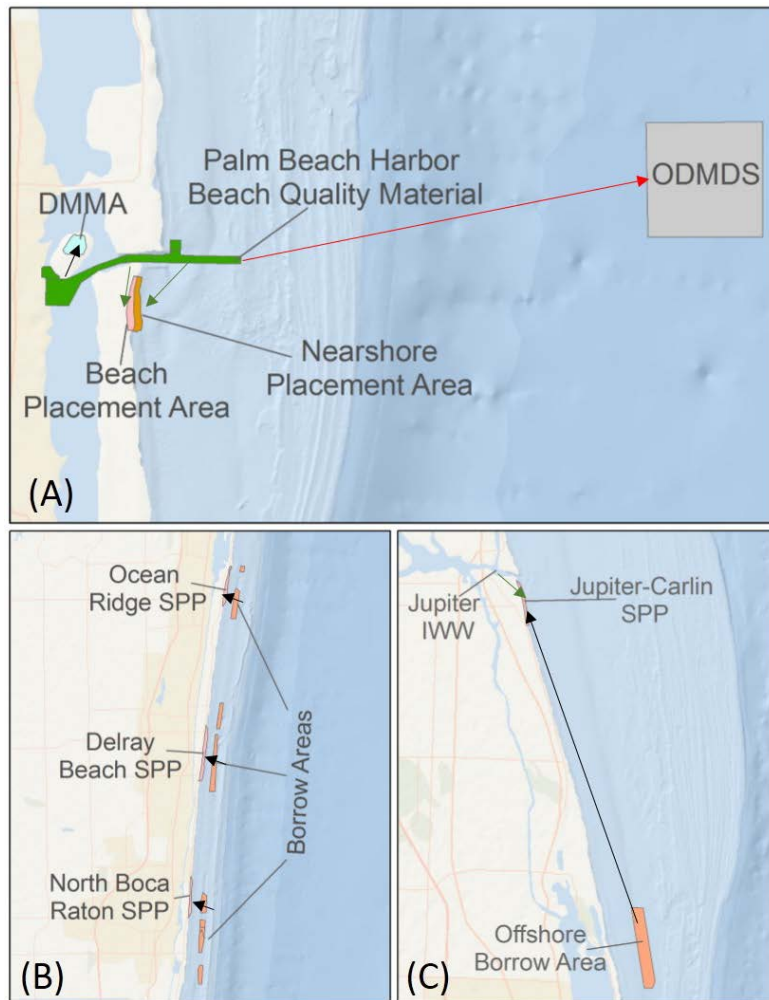 Palm Beach Harbor
Beach Quality Material
ODMDS
DMMA
Nearshore
Placement Area
Beach
Placement Area
(A)
Ocean
Ridge SPP
Delray
Beach SPP
Borrow Areas
North Boca
Raton SPP
(B)
Jupiter
IWW
Jupiter-Carlin
SPP
Offshore
Borrow Area
(C)